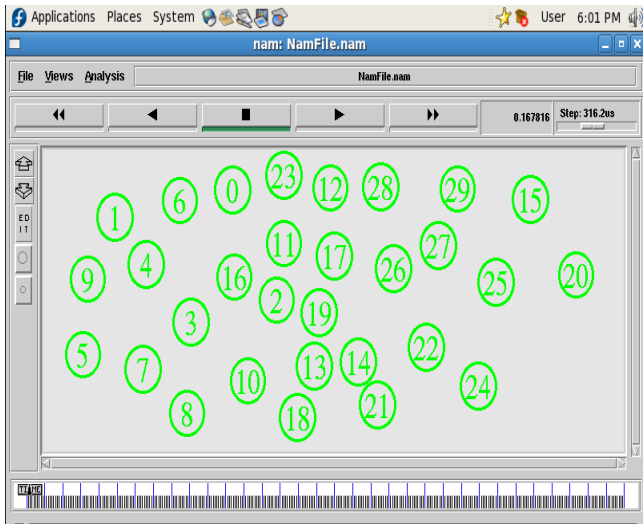 Applications Places System User 6:01 PM
nam: NamFile.nam
File Views Analysis NamFile.nam
0.167816 Step: 316.2us
23
0 12 28 29
6 15
1
11 17 27
4 16 26 20
9 25
2
3 19
5 7 13 14 22
10 24
8 18 21
E D
I T
TIME